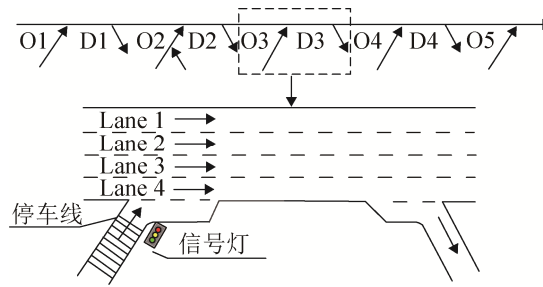 O1 D1 O2 D2 O3 D3 O4 D4 O5
Lane 1
Lane 2
Lane 3
Lane 4
停车线
信号灯